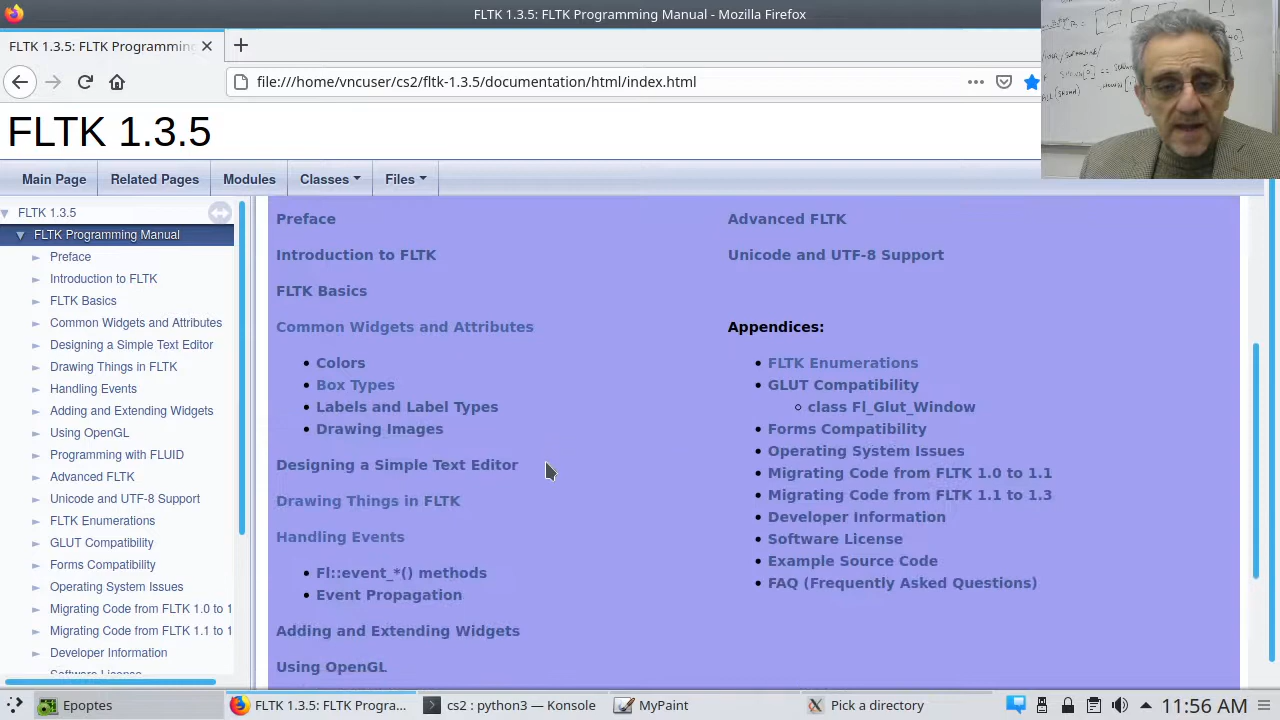 FLTK 1.3.5: FLTK Programming Manual - Mozilla Firefox
FLTK 1.3.5: FLTK Programming
file:///home/vncuser/cs2/fltk-1.3.5/documentation/html/index.html
FLTK 1.3.5
Main Page Related Pages Modules Classes Files
FLTK 1.3.5
FLTK Programming Manual
Preface
Introduction to FLTK
FLTK Basics
Common Widgets and Attributes
Designing a Simple Text Editor
Drawing Things in FLTK
Handling Events
Adding and Extending Widgets
Using OpenGL
Programming with FLUID
Advanced FLTK
Unicode and UTF-8 Support
FLTK Enumerations
GLUT Compatibility
Forms Compatibility
Operating System Issues
Migrating Code from FLTK 1.0 to 1
Migrating Code from FLTK 1.1 to 1
Developer Information
Software License
Preface
Introduction to FLTK
FLTK Basics
Common Widgets and Attributes
• Colors
• Box Types
• Labels and Label Types
• Drawing Images
Designing a Simple Text Editor
Drawing Things in FLTK
Handling Events
• Fl::event_*() methods
• Event Propagation
Adding and Extending Widgets
Using OpenGL
Advanced FLTK
Unicode and UTF-8 Support
Appendices:
• FLTK Enumerations
• GLUT Compatibility
◦ class Fl_Glut_Window
• Forms Compatibility
• Operating System Issues
• Migrating Code from FLTK 1.0 to 1.1
• Migrating Code from FLTK 1.1 to 1.3
• Developer Information
• Software License
• Example Source Code
• FAQ (Frequently Asked Questions)
Epoptes FLTK 1.3.5: FLTK Progra... cs2 : python3 — Konsole MyPaint Pick a directory 11:56 AM